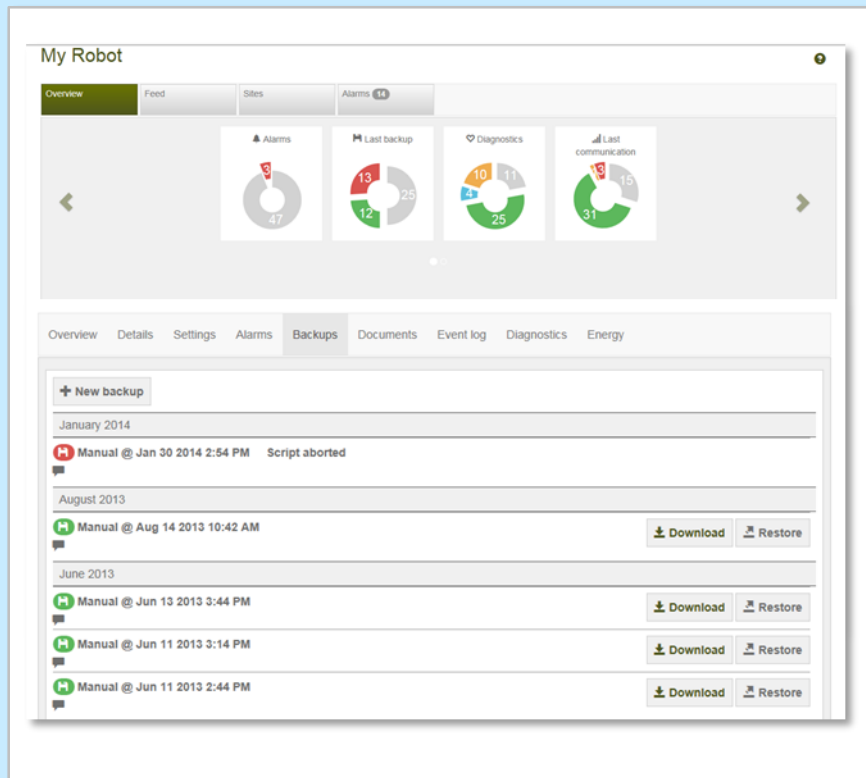 My Robot
Overview Feed Sites Alarms 14
Alarms Last backup Diagnostics Last communication
3 47
13 25 12
10 11 4 25
3 15 31
Overview Details Settings Alarms Backups Documents Event log Diagnostics Energy
New backup
January 2014
Manual @ Jan 30 2014 2:54 PM Script aborted
August 2013
Manual @ Aug 14 2013 10:42 AM Download Restore
June 2013
Manual @ Jun 13 2013 3:44 PM Download Restore
Manual @ Jun 11 2013 3:14 PM Download Restore
Manual @ Jun 11 2013 2:44 PM Download Restore